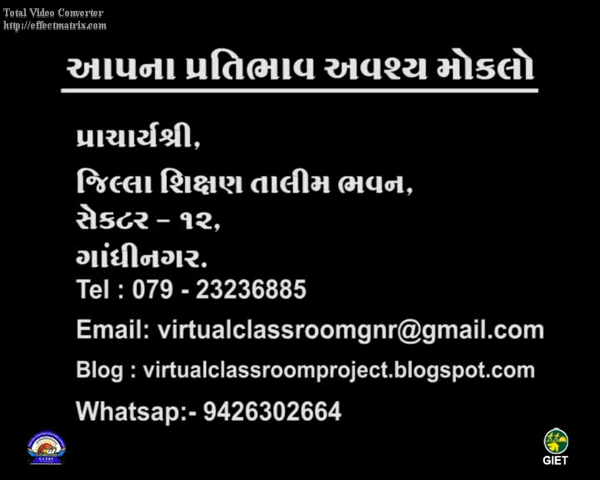 Total Video Converter
http://effectmatrix.com
આપના પ્રતિભાવ અવશ્ય મોકલો
પ્રાચાર્યશ્રી,
જિલ્લા શિક્ષણ તાલીમ ભવન,
સેક્ટર – ૧૨,
ગાંધીનગર.
Tel : 079 - 23236885
Email: virtualclassroomgnr@gmail.com
Blog : virtualclassroomproject.blogspot.com
Whatsap:- 9426302664
GIET